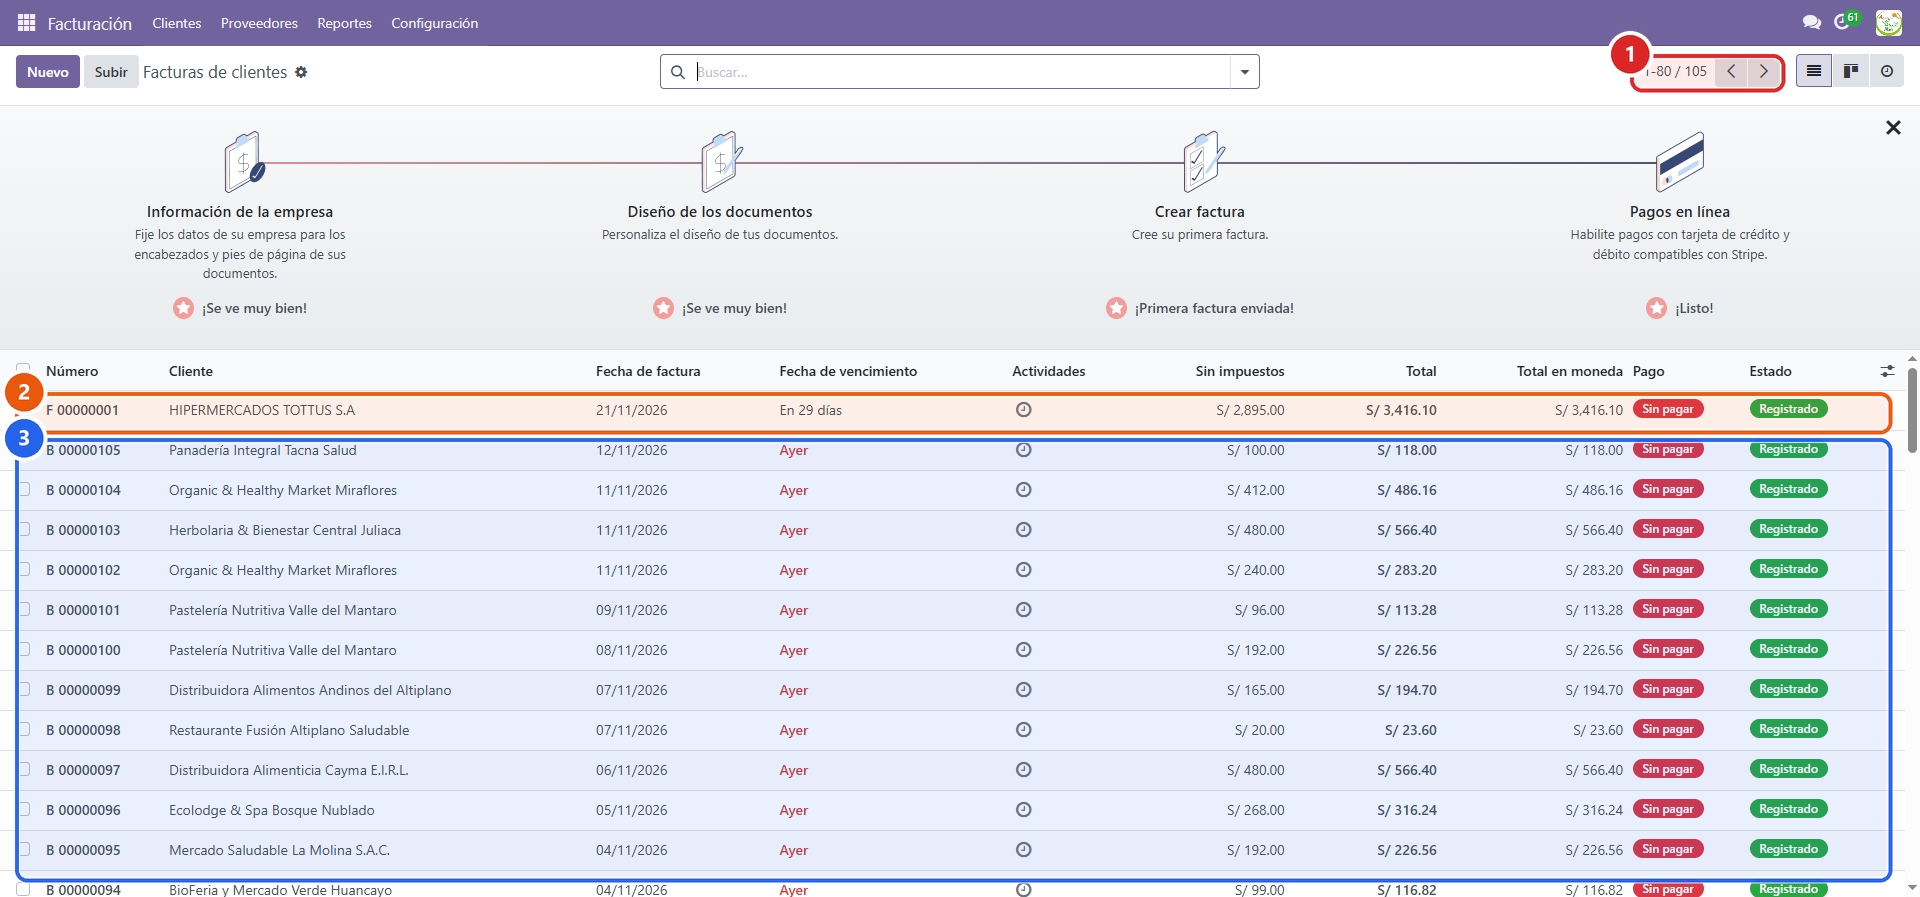 Facturación Clientes Proveedores Reportes Configuración 61
Nuevo Subir Facturas de clientes Buscar... 1 1-80 / 105
Información de la empresa
Fije los datos de su empresa para los
encabezados y pies de página de sus
documentos.
¡Se ve muy bien!
Diseño de los documentos
Personaliza el diseño de tus documentos.
¡Se ve muy bien!
Crear factura
Cree su primera factura.
¡Primera factura enviada!
Pagos en línea
Habilite pagos con tarjeta de crédito y
débito compatibles con Stripe.
¡Listo!
Número Cliente Fecha de factura Fecha de vencimiento Actividades Sin impuestos Total Total en moneda Pago Estado
2
F 00000001 HIPERMERCADOS TOTTUS S.A 21/11/2026 En 29 días S/ 2,895.00 S/ 3,416.10 S/ 3,416.10 Sin pagar Registrado
3
B 00000105 Panadería Integral Tacna Salud 12/11/2026 Ayer S/ 100.00 S/ 118.00 S/ 118.00 Sin pagar Registrado
B 00000104 Organic & Healthy Market Miraflores 11/11/2026 Ayer S/ 412.00 S/ 486.16 S/ 486.16 Sin pagar Registrado
B 00000103 Herbolaria & Bienestar Central Juliaca 11/11/2026 Ayer S/ 480.00 S/ 566.40 S/ 566.40 Sin pagar Registrado
B 00000102 Organic & Healthy Market Miraflores 11/11/2026 Ayer S/ 240.00 S/ 283.20 S/ 283.20 Sin pagar Registrado
B 00000101 Pastelería Nutritiva Valle del Mantaro 09/11/2026 Ayer S/ 96.00 S/ 113.28 S/ 113.28 Sin pagar Registrado
B 00000100 Pastelería Nutritiva Valle del Mantaro 08/11/2026 Ayer S/ 192.00 S/ 226.56 S/ 226.56 Sin pagar Registrado
B 00000099 Distribuidora Alimentos Andinos del Altiplano 07/11/2026 Ayer S/ 165.00 S/ 194.70 S/ 194.70 Sin pagar Registrado
B 00000098 Restaurante Fusión Altiplano Saludable 07/11/2026 Ayer S/ 20.00 S/ 23.60 S/ 23.60 Sin pagar Registrado
B 00000097 Distribuidora Alimenticia Cayma E.I.R.L. 06/11/2026 Ayer S/ 480.00 S/ 566.40 S/ 566.40 Sin pagar Registrado
B 00000096 Ecolodge & Spa Bosque Nublado 05/11/2026 Ayer S/ 268.00 S/ 316.24 S/ 316.24 Sin pagar Registrado
B 00000095 Mercado Saludable La Molina S.A.C. 04/11/2026 Ayer S/ 192.00 S/ 226.56 S/ 226.56 Sin pagar Registrado
B 00000094 BioFeria y Mercado Verde Huancayo 04/11/2026 Ayer S/ 99.00 S/ 116.82 S/ 116.82 Sin pagar Registrado